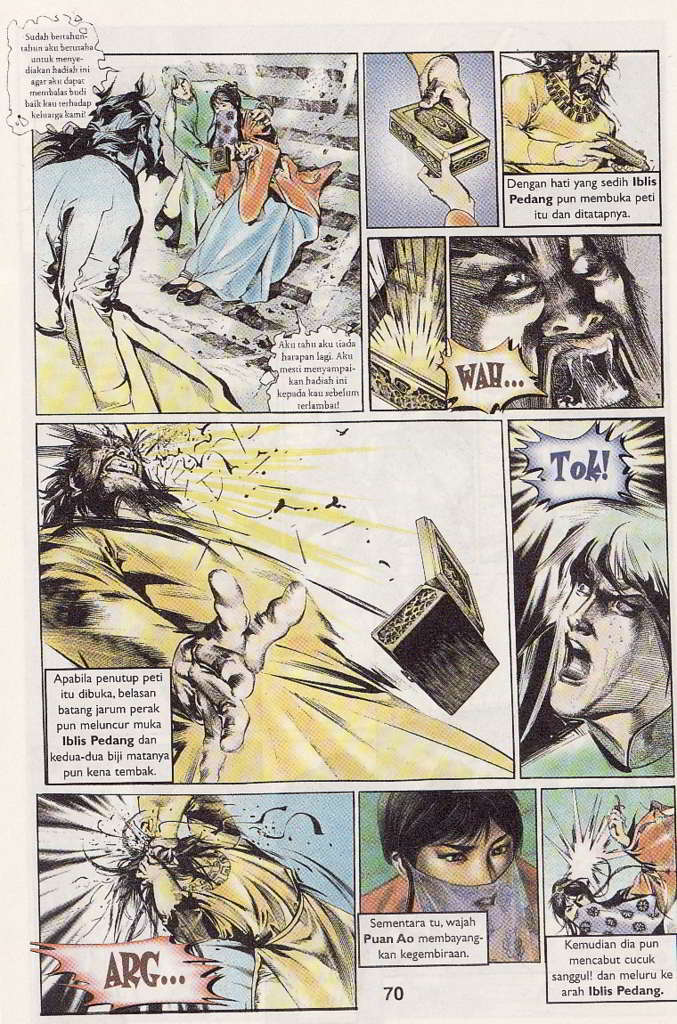 Sudah bertahun-
tahun aku berusaha
untuk menye-
diakan hadiah ini
agar aku dapat
membalas budi
baik kau terhadap
keluarga kami!
Aku tahu aku tiada
harapan lagi. Aku
mesti menyampai-
kan hadiah ini
kepada kau sebelum
terlambat!
Dengan hati yang sedih Iblis
Pedang pun membuka peti
itu dan ditatapnya.
WAH...
Apabila penutup peti
itu dibuka, belasan
batang jarum perak
pun meluncur muka
Iblis Pedang dan
kedua-dua biji matanya
pun kena tembak.
Tok!
ARG...
Sementara tu, wajah
Puan Ao membayang-
kan kegembiraan.
Kemudian dia pun
mencabut cucuk
sanggul! dan meluru ke
arah Iblis Pedang.
70